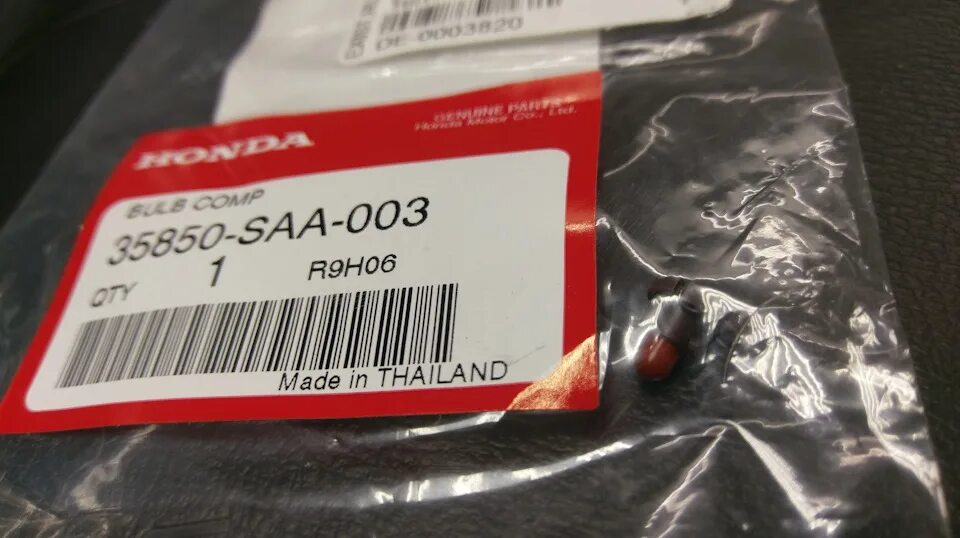 DE-0003820
GENUINE PARTS
Honda Motor Co., Ltd.
HONDA
BULB COMP
35850-SAA-003
QTY 1 R9H06
Made in THAILAND